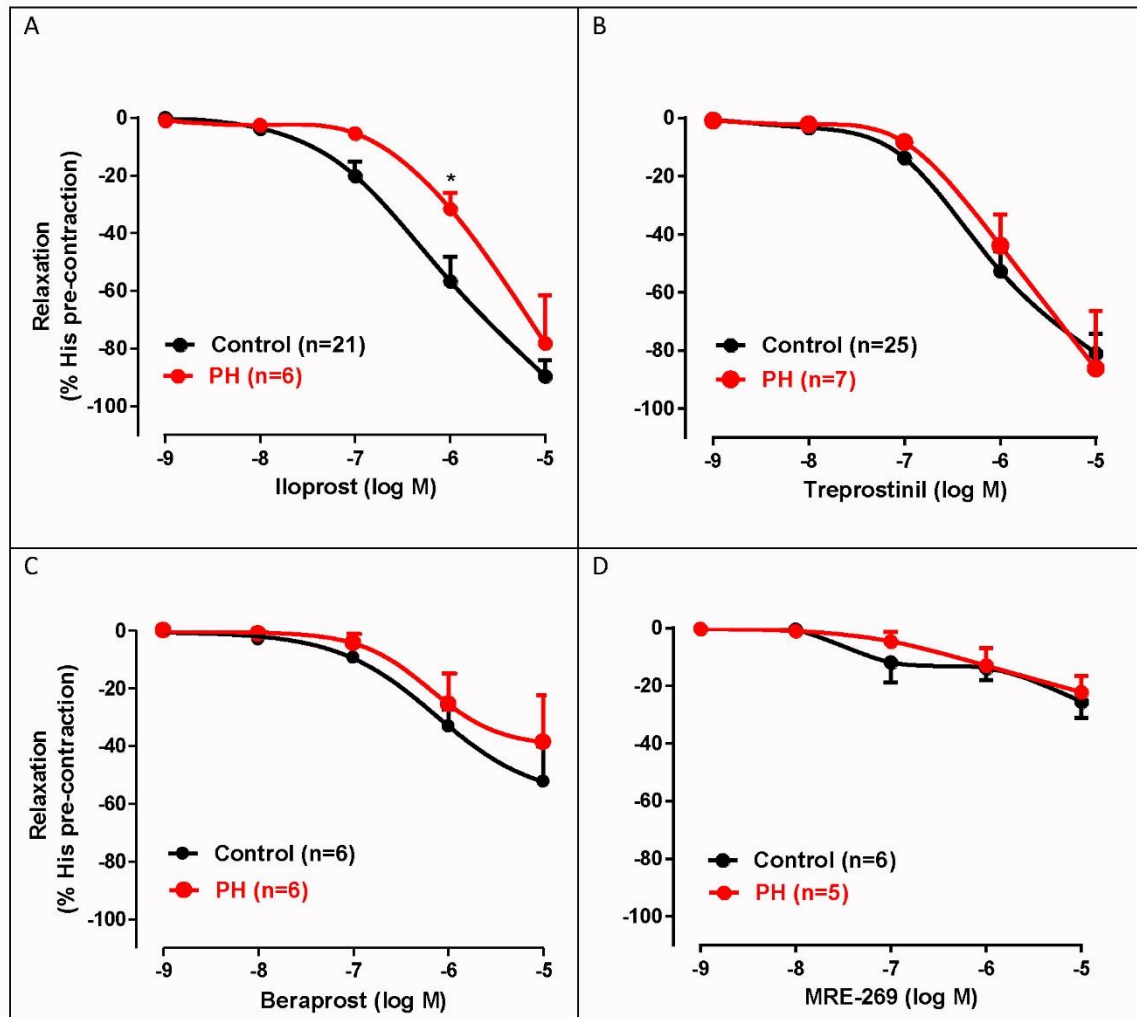 A
0
-20
-40
-60
-80
-100
Relaxation
(% His pre-contraction)
*
Control (n=21)
PH (n=6)
-9 -8 -7 -6 -5
Iloprost (log M)
B
0
-20
-40
-60
-80
-100
Control (n=25)
PH (n=7)
-9 -8 -7 -6 -5
Treprostinil (log M)
C
0
-20
-40
-60
-80
-100
Relaxation
(% His pre-contraction)
Control (n=6)
PH (n=6)
-9 -8 -7 -6 -5
Beraprost (log M)
D
0
-20
-40
-60
-80
-100
Control (n=6)
PH (n=5)
-9 -8 -7 -6 -5
MRE-269 (log M)